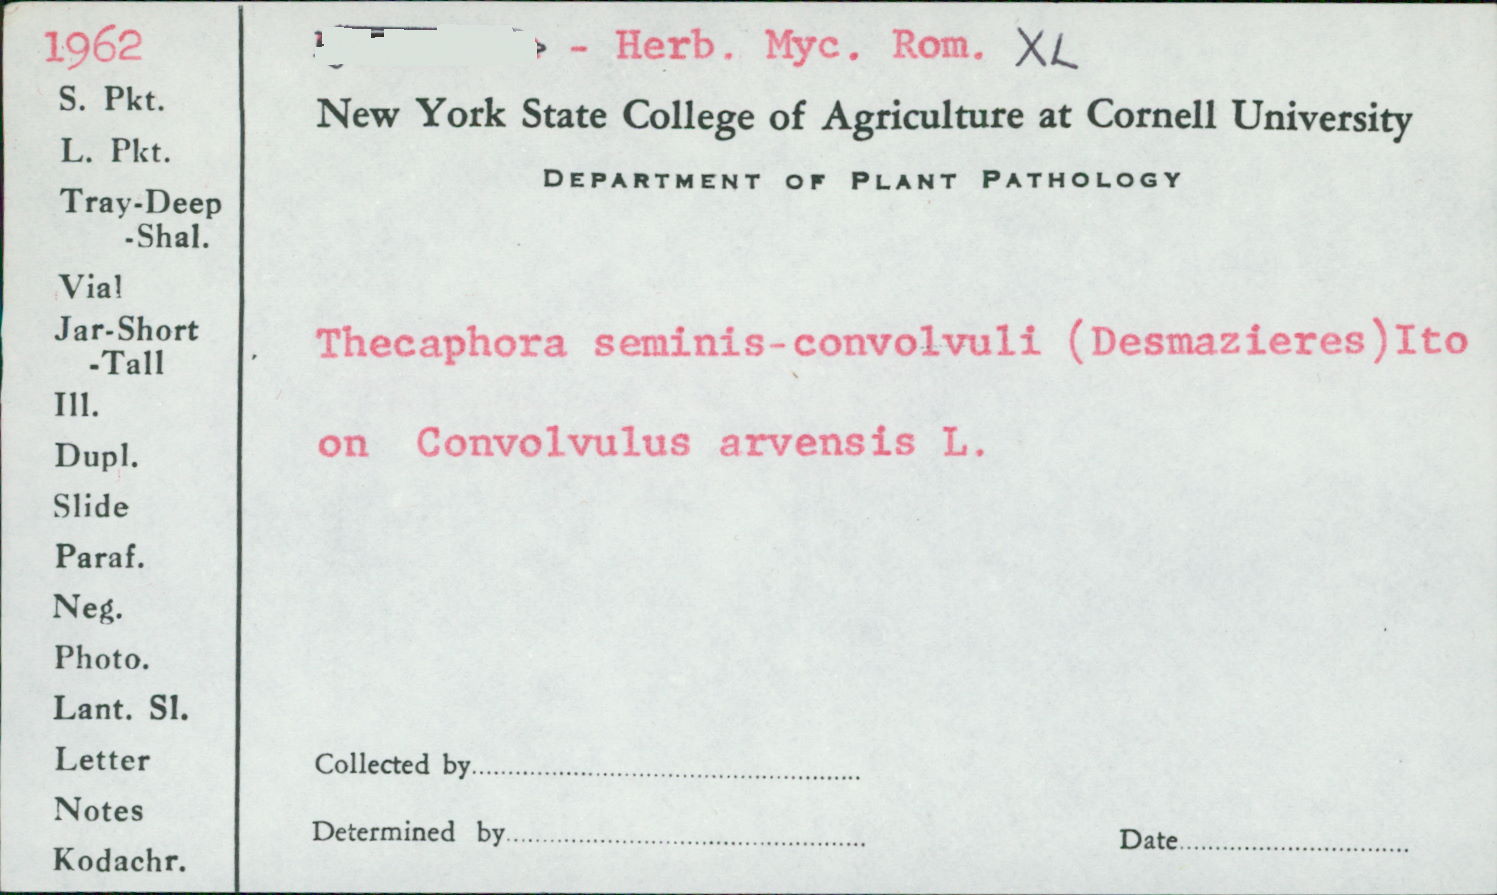 1962
S. Pkt.
L. Pkt.
Tray-Deep
-Shal.
Vial
Jar-Short
-Tall
Ill.
Dupl.
Slide
Paraf.
Neg.
Photo.
Lant. Sl.
Letter
Notes
Kodachr.
- Herb. Myc. Rom. XL
New York State College of Agriculture at Cornell University
DEPARTMENT OF PLANT PATHOLOGY
Thecaphora seminis-convolvuli (Desmazieres)Ito
on Convolvulus arvensis L.
Collected by
Determined by
Date